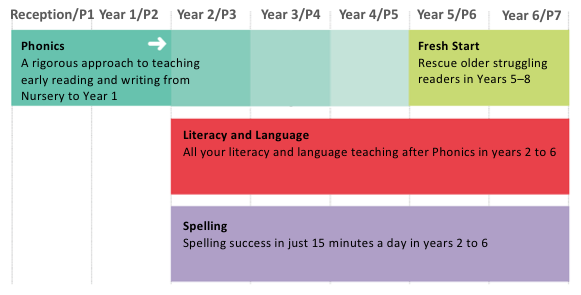 Reception/P1 Year 1/P2 Year 2/P3 Year 3/P4 Year 4/P5 Year 5/P6 Year 6/P7
Phonics
A rigorous approach to teaching
early reading and writing from
Nursery to Year 1
Fresh Start
Rescue older struggling
readers in Years 5–8
Literacy and Language
All your literacy and language teaching after Phonics in years 2 to 6
Spelling
Spelling success in just 15 minutes a day in years 2 to 6